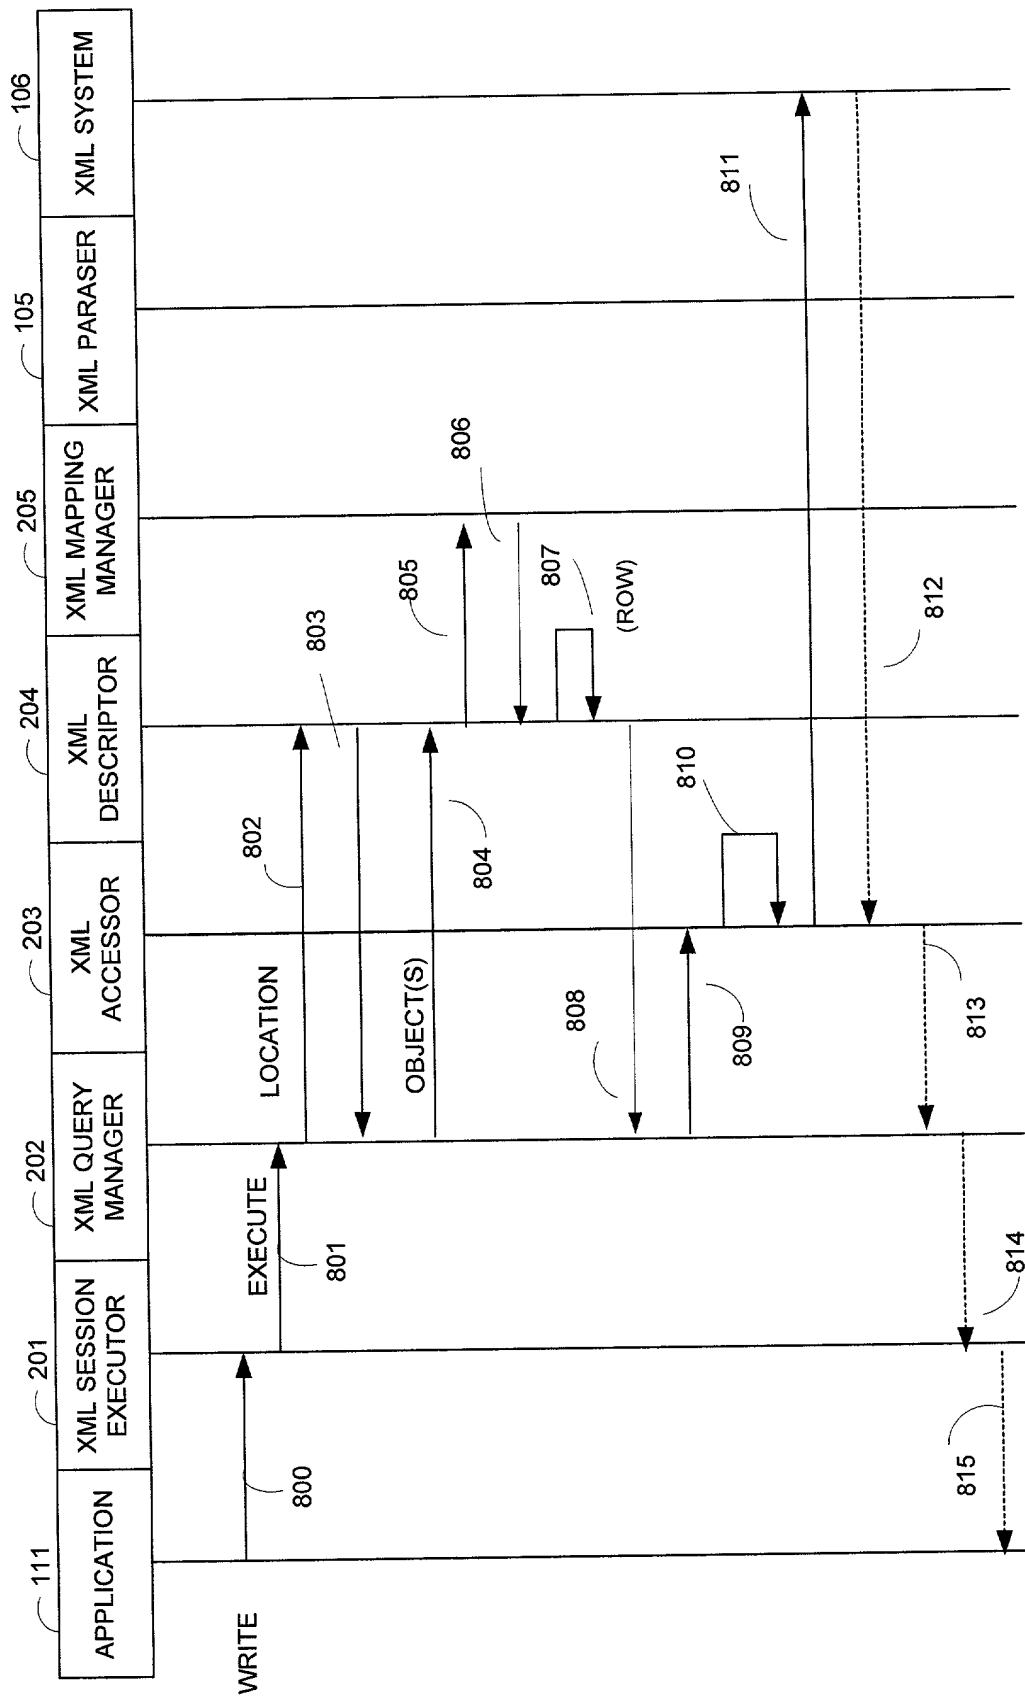 111
201
202
203
204
205
105
106
APPLICATION
XML SESSION
EXECUTOR
XML QUERY
MANAGER
XML
ACCESSOR
XML
DESCRIPTOR
XML MAPPING
MANAGER
XML PARASER
XML SYSTEM
WRITE
800
EXECUTE
801
LOCATION
802
803
OBJECT(S)
804
805
806
807
(ROW)
808
809
810
811
812
813
814
815